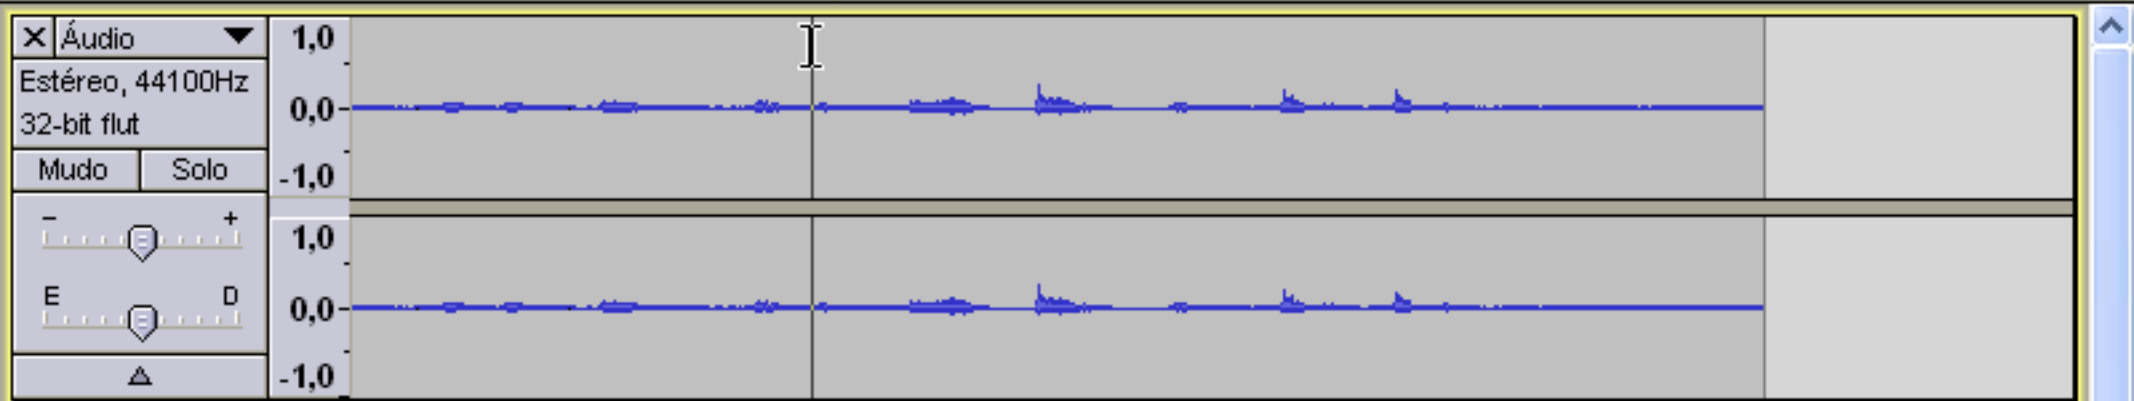 X Áudio
Estéreo, 44100Hz
32-bit flut
Mudo Solo
- +
E D
1,0
0,0
-1,0
1,0
0,0
-1,0